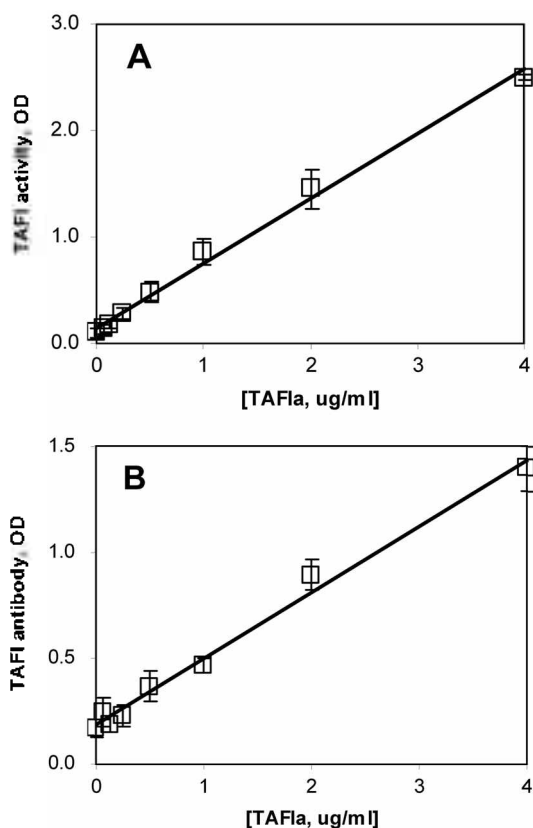 A
TAFI activity, OD
3.0
2.0
1.0
0.0
0 1 2 3 4
[TAFIa, ug/ml]
B
TAFI antibody, OD
1.5
1.0
0.5
0.0
0 1 2 3 4
[TAFIa, ug/ml]